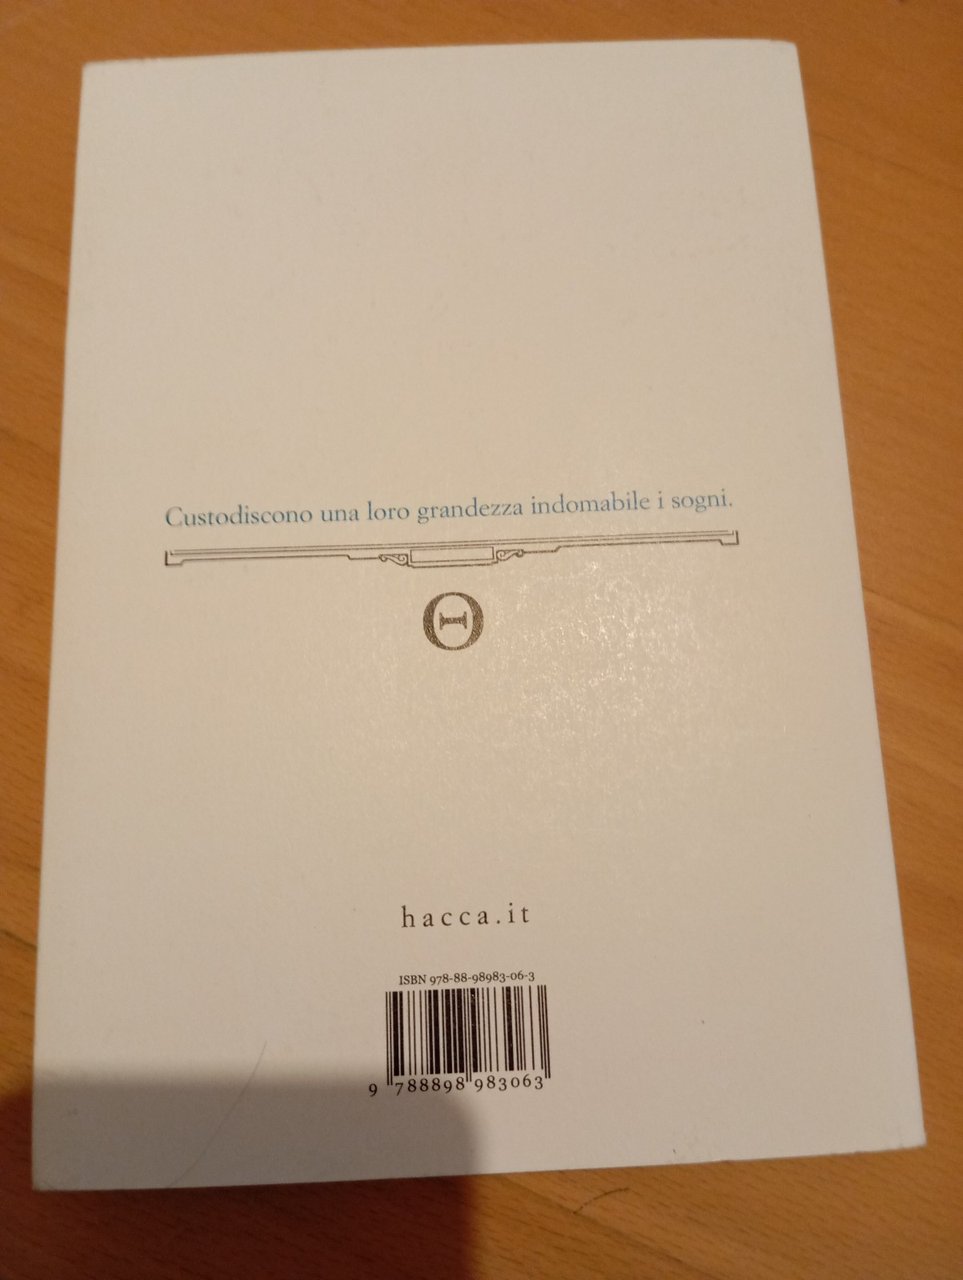 Custodiscono una loro grandezza indomabile i sogni.
Θ
hacca.it
ISBN 978-88-98983-06-3
9 788898 983063